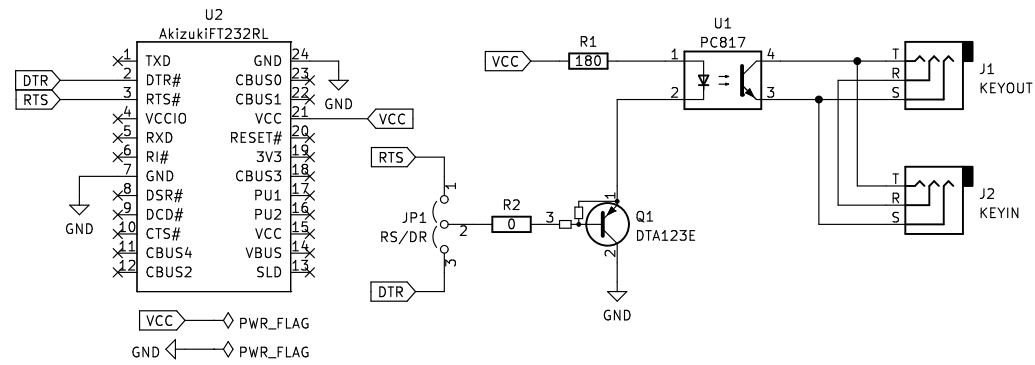 U2
AkizukiFT232RL
1 TXD GND 24
DTR 2 DTR# CBUS0 23
RTS 3 RTS# CBUS1 22
GND
4 VCCIO VCC 21 VCC
5 RXD RESET# 20
6 RI# 3V3 19
7 GND CBUS3 18
8 DSR# PU1 17
9 DCD# PU2 16
GND
10 CTS# VCC 15
11 CBUS4 VBUS 14
12 CBUS2 SLD 13
VCC PWR_FLAG
GND PWR_FLAG
RTS
1
JP1
RS/DR
2
3
DTR
R2
0
VCC
R1
180
U1
PC817
1
2
4
3
3
1
2
Q1
DTA123E
GND
T
R
S
J1
KEYOUT
T
R
S
J2
KEYIN